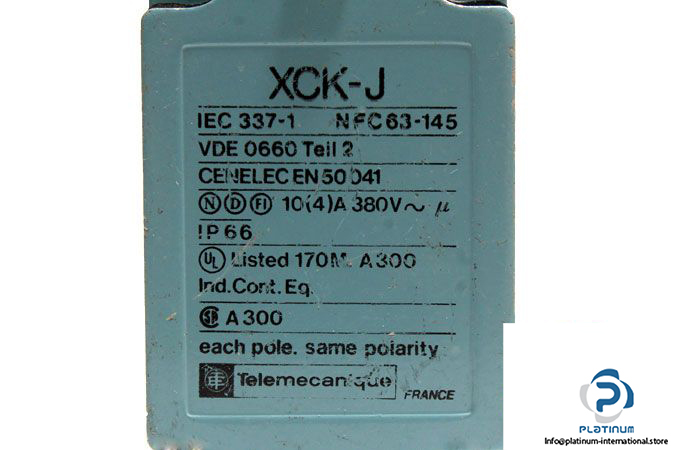 XCK-J
IEC 337-1 NFC 63-145
VDE 0660 Teil 2
CENELEC EN 50 041
N D FI 10(4)A 380V~ µ
IP 66
UL Listed 170M. A 300
Ind. Cont. Eq.
A 300
each pole. same polarity
Telemecanique
FRANCE
PLATINUM
Info@platinum-international.store